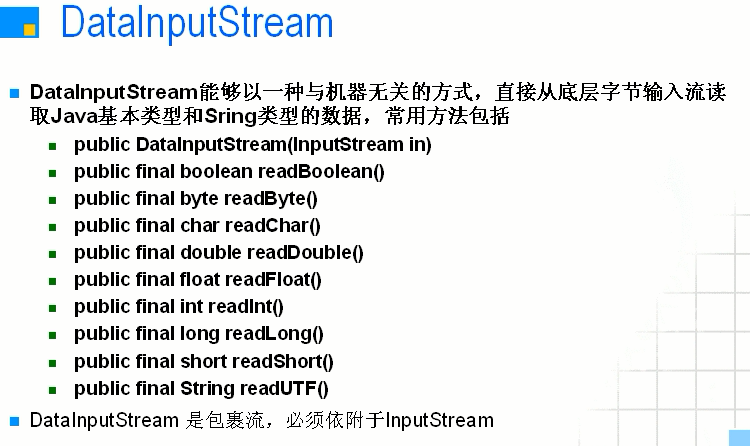 DataInputStream
DataInputStream能够以一种与机器无关的方式，直接从底层字节输入流读
取Java基本类型和Sring类型的数据，常用方法包括
public DataInputStream(InputStream in)
public final boolean readBoolean()
public final byte readByte()
public final char readChar()
public final double readDouble()
public final float readFloat()
public final int readInt()
public final long readLong()
public final short readShort()
public final String readUTF()
DataInputStream 是包裹流，必须依附于InputStream